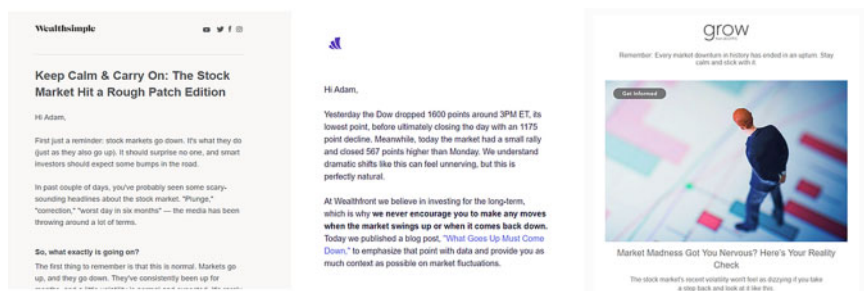 Wealthsimple
Keep Calm & Carry On: The Stock
Market Hit a Rough Patch Edition
Hi Adam,
First just a reminder: stock markets go down. It's what they do
(just as they also go up). It should surprise no one, and smart
investors should expect some bumps in the road.
In past couple of days, you've probably seen some scary-
sounding headlines about the stock market. "Plunge,"
"correction," "worst day in six months" — the media has been
throwing around a lot of terms.
So, what exactly is going on?
The first thing to remember is that this is normal. Markets go
up, and they go down. They've consistently been up for
Hi Adam,
Yesterday the Dow dropped 1600 points around 3PM ET, its
lowest point, before ultimately closing the day with an 1175
point decline. Meanwhile, today the market had a small rally
and closed 567 points higher than Monday. We understand
dramatic shifts like this can feel unnerving, but this is
perfectly natural.
At Wealthfront we believe in investing for the long-term,
which is why we never encourage you to make any moves
when the market swings up or when it comes back down.
Today we published a blog post, "What Goes Up Must Come
Down," to emphasize that point with data and provide you as
much context as possible on market fluctuations.
grow
Remember: Every market downturn in history has ended in an upturn. Stay
calm and stick with it.
Get Informed
Market Madness Got You Nervous? Here's Your Reality
Check
The stock market's recent volatility won't feel as dizzying if you take
a step back and look at it like this.